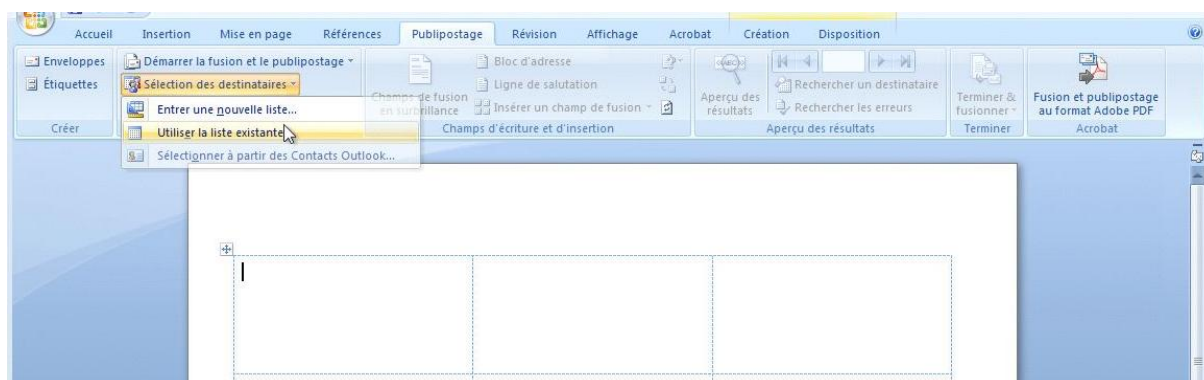 Accueil Insertion Mise en page Références Publipostage Révision Affichage Acrobat Création Disposition
Enveloppes
Étiquettes
Créer
Démarrer la fusion et le publipostage
Sélection des destinataires
Entrer une nouvelle liste...
Utiliser la liste existante
Sélectionner à partir des Contacts Outlook...
Champs de fusion
en surbrillance
Bloc d'adresse
Ligne de salutation
Insérer un champ de fusion
Champs d'écriture et d'insertion
Aperçu des
résultats
Rechercher un destinataire
Rechercher les erreurs
Aperçu des résultats
Terminer &
fusionner
Terminer
Fusion et publipostage
au format Adobe PDF
Acrobat